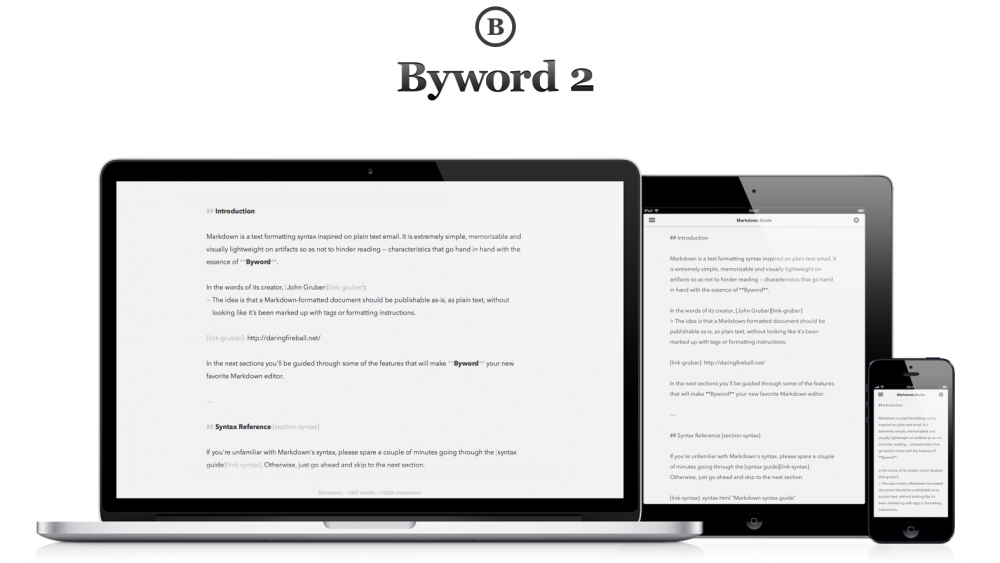 B
Byword 2
## Introduction
Markdown is a text formatting syntax inspired on plain text email. It is extremely simple, memorizable and
visually lightweight on artifacts so as not to hinder reading -- characteristics that go hand in hand with the
essence of **Byword**.
In the words of its creator, [John Gruber][link-gruber]:
> The idea is that a Markdown-formatted document should be publishable as-is, as plain text, without
looking like it's been marked up with tags or formatting instructions.
[link-gruber]: http://daringfireball.net/
In the next sections you'll be guided through some of the features that will make **Byword** your new
favorite Markdown editor.
---
## Syntax Reference [section-syntax]
If you're unfamiliar with Markdown's syntax, please spare a couple of minutes going through the [syntax
guide][link-syntax]. Otherwise, just go ahead and skip to the next section.
Markdown • 1997 words • characters
iPad
Markdown Guide
## Introduction
Markdown is a text formatting syntax inspired on plain text email. It
is extremely simple, memorizable and visually lightweight on
artifacts so as not to hinder reading -- characteristics that go hand
in hand with the essence of **Byword**.
In the words of its creator, [John Gruber][link-gruber]:
> The idea is that a Markdown-formatted document should be
publishable as-is, as plain text, without looking like it's been
marked up with tags or formatting instructions.
[link-gruber]: http://daringfireball.net/
In the next sections you'll be guided through some of the features
that will make **Byword** your new favorite Markdown editor.
---
## Syntax Reference [section-syntax]
If you're unfamiliar with Markdown's syntax, please spare a couple
of minutes going through the [syntax guide][link-syntax].
Otherwise, just go ahead and skip to the next section.
[link-syntax]: syntax.html "Markdown syntax guide"
Markdown Guide
## Introduction
Markdown is a text formatting syntax
inspired on plain text email. It is
extremely simple, memorizable and
visually lightweight on artifacts so as not
to hinder reading -- characteristics that
go hand in hand with the essence of
**Byword**.
In the words of its creator, [John Gruber]
[link-gruber]:
> The idea is that a Markdown-formatted
document should be publishable as-is,
as plain text, without looking like it's been
marked up with tags or formatting
instructions.